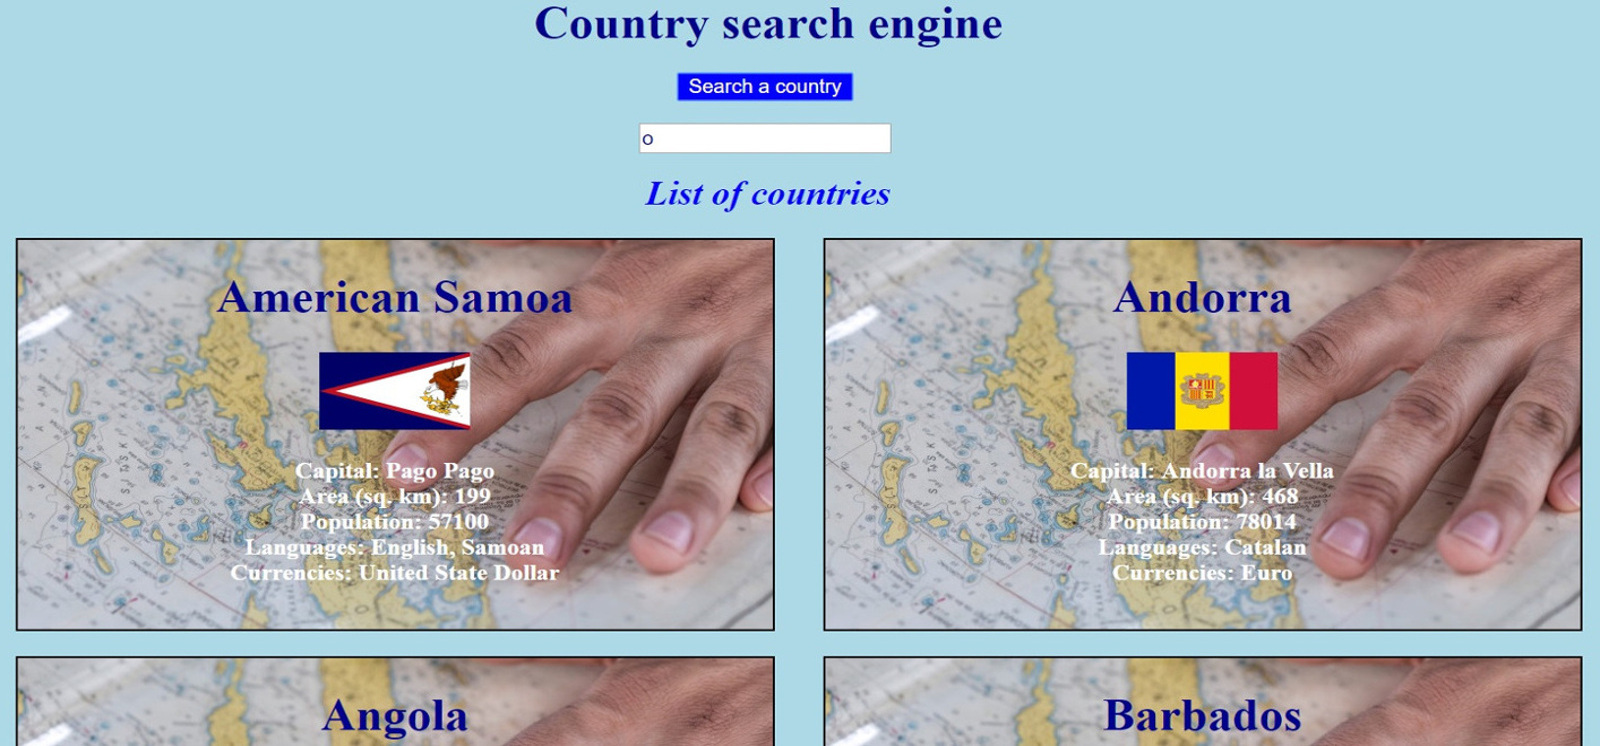 Country search engine
Search a country
o
List of countries
American Samoa
Capital: Pago Pago
Area (sq. km): 199
Population: 57100
Languages: English, Samoan
Currencies: United State Dollar
Andorra
Capital: Andorra la Vella
Area (sq. km): 468
Population: 78014
Languages: Catalan
Currencies: Euro
Angola
Barbados